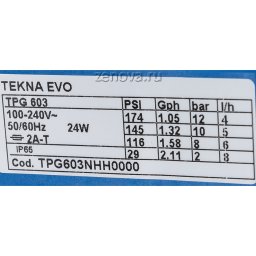 zenova.ru
TEKNA EVO
TPG 603 PSI Gph bar l/h
100-240V~ 174 1.05 12 4
50/60Hz 24W 145 1.32 10 5
2A-T 116 1.58 8 6
IP65 29 2.11 2 8
Cod. TPG603NHH0000